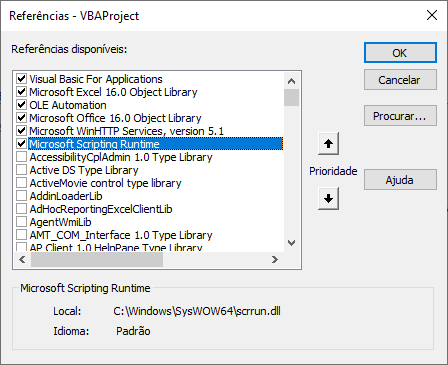 Referências - VBAProject
Referências disponíveis:
OK
Visual Basic For Applications
Microsoft Excel 16.0 Object Library
OLE Automation
Microsoft Office 16.0 Object Library
Microsoft WinHTTP Services, version 5.1
Microsoft Scripting Runtime
AccessibilityCplAdmin 1.0 Type Library
Active DS Type Library
ActiveMovie control type library
AddinLoaderLib
AdHocReportingExcelClientLib
AgentWmiLib
AMT_COM_Interface 1.0 Type Library
AP Client 1.0 HelpPane Type Library
Cancelar
Procurar...
Prioridade
Ajuda
Microsoft Scripting Runtime
Local: C:\Windows\SysWOW64\scrrun.dll
Idioma: Padrão